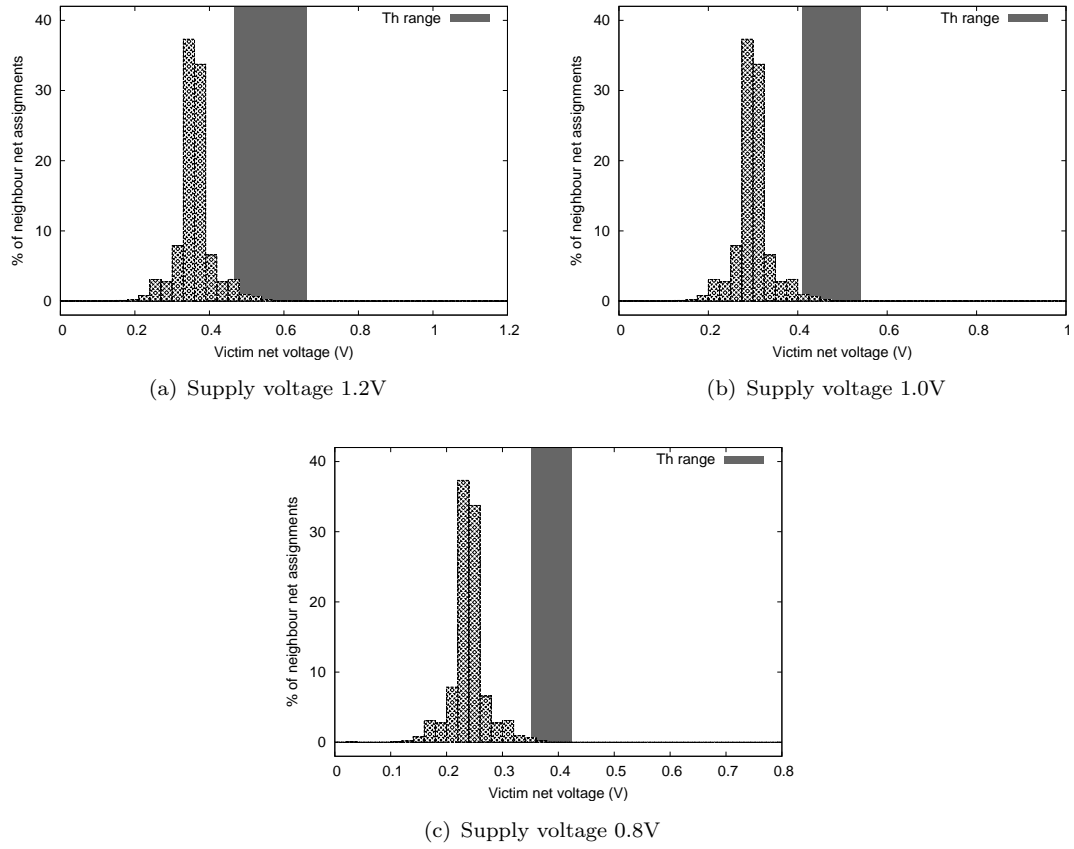 40
30
20
10
0
% of neighbour net assignments
Th range
0 0.2 0.4 0.6 0.8 1 1.2
Victim net voltage (V)
(a) Supply voltage 1.2V
40
30
20
10
0
% of neighbour net assignments
Th range
0 0.2 0.4 0.6 0.8 1
Victim net voltage (V)
(b) Supply voltage 1.0V
40
30
20
10
0
% of neighbour net assignments
Th range
0 0.1 0.2 0.3 0.4 0.5 0.6 0.7 0.8
Victim net voltage (V)
(c) Supply voltage 0.8V